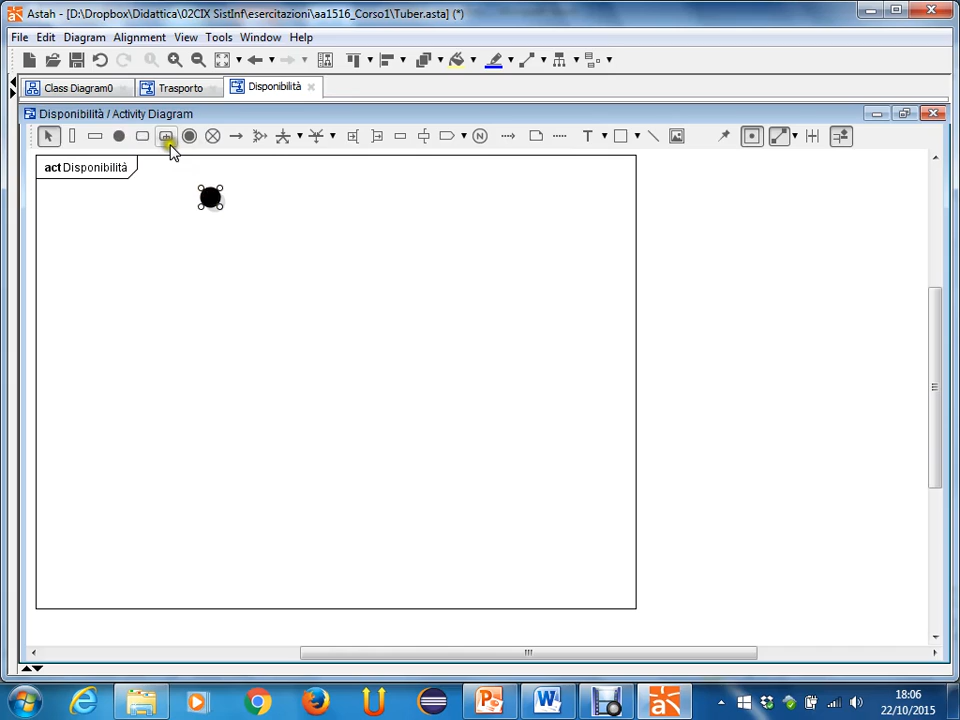 Astah - [D:\Dropbox\Didattica\02CIX SistInf\esercitazioni\aa1516_Corso1\Tuber.asta] (*)
File Edit Diagram Alignment View Tools Window Help
Class Diagram0 Trasporto Disponibilità
Disponibilità / Activity Diagram
N T
act Disponibilità
18:06
22/10/2015